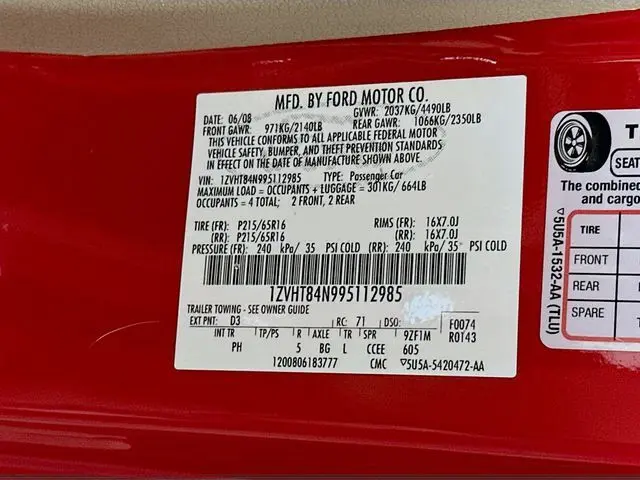 MFD. BY FORD MOTOR CO.
DATE: 06/08 GVWR: 2037KG/4490LB
FRONT GAWR: 971KG/2140LB REAR GAWR: 1066KG/2350LB
THIS VEHICLE CONFORMS TO ALL APPLICABLE FEDERAL MOTOR
VEHICLE SAFETY, BUMPER, AND THEFT PREVENTION STANDARDS
IN EFFECT ON THE DATE OF MANUFACTURE SHOWN ABOVE.
VIN: 1ZVHT84N995112985 TYPE: Passenger Car
MAXIMUM LOAD = OCCUPANTS + LUGGAGE = 301KG/664LB
OCCUPANTS = 4 TOTAL; 2 FRONT, 2 REAR
TIRE (FR): P215/65R16 RIMS (FR): 16X7.0J
(RR): P215/65R16 (RR): 16X7.0J
PRESSURE (FR): 240 kPa/ 35 PSI COLD (RR): 240 kPa/ 35 PSI COLD
1ZVHT84N995112985
TRAILER TOWING - SEE OWNER GUIDE
EXT PNT: D3 RC: 71 DSO: F0074
INT TR TP/PS R AXLE TR SPR 9ZF1M R0143
PH 5 BG L CCEE 605
1200806183777 CMC ▽5U5A-5420472-AA
T
SEAT
The combined
and cargo
TIRE
FRONT
REAR
SPARE T
▽5U5A-1532-AA (TLU)